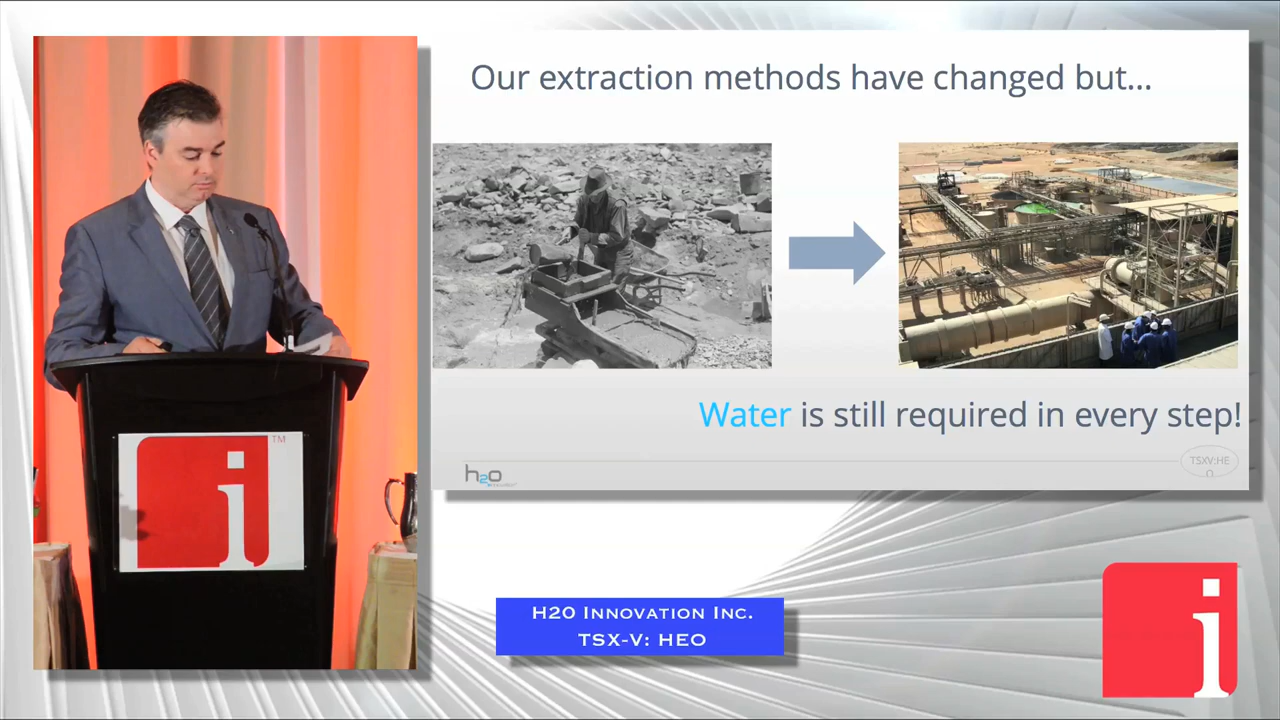 Our extraction methods have changed but...
Water is still required in every step!
h2o
TSXV:HE
O
i
TM
H20 Innovation Inc.
TSX-V: HEO
i